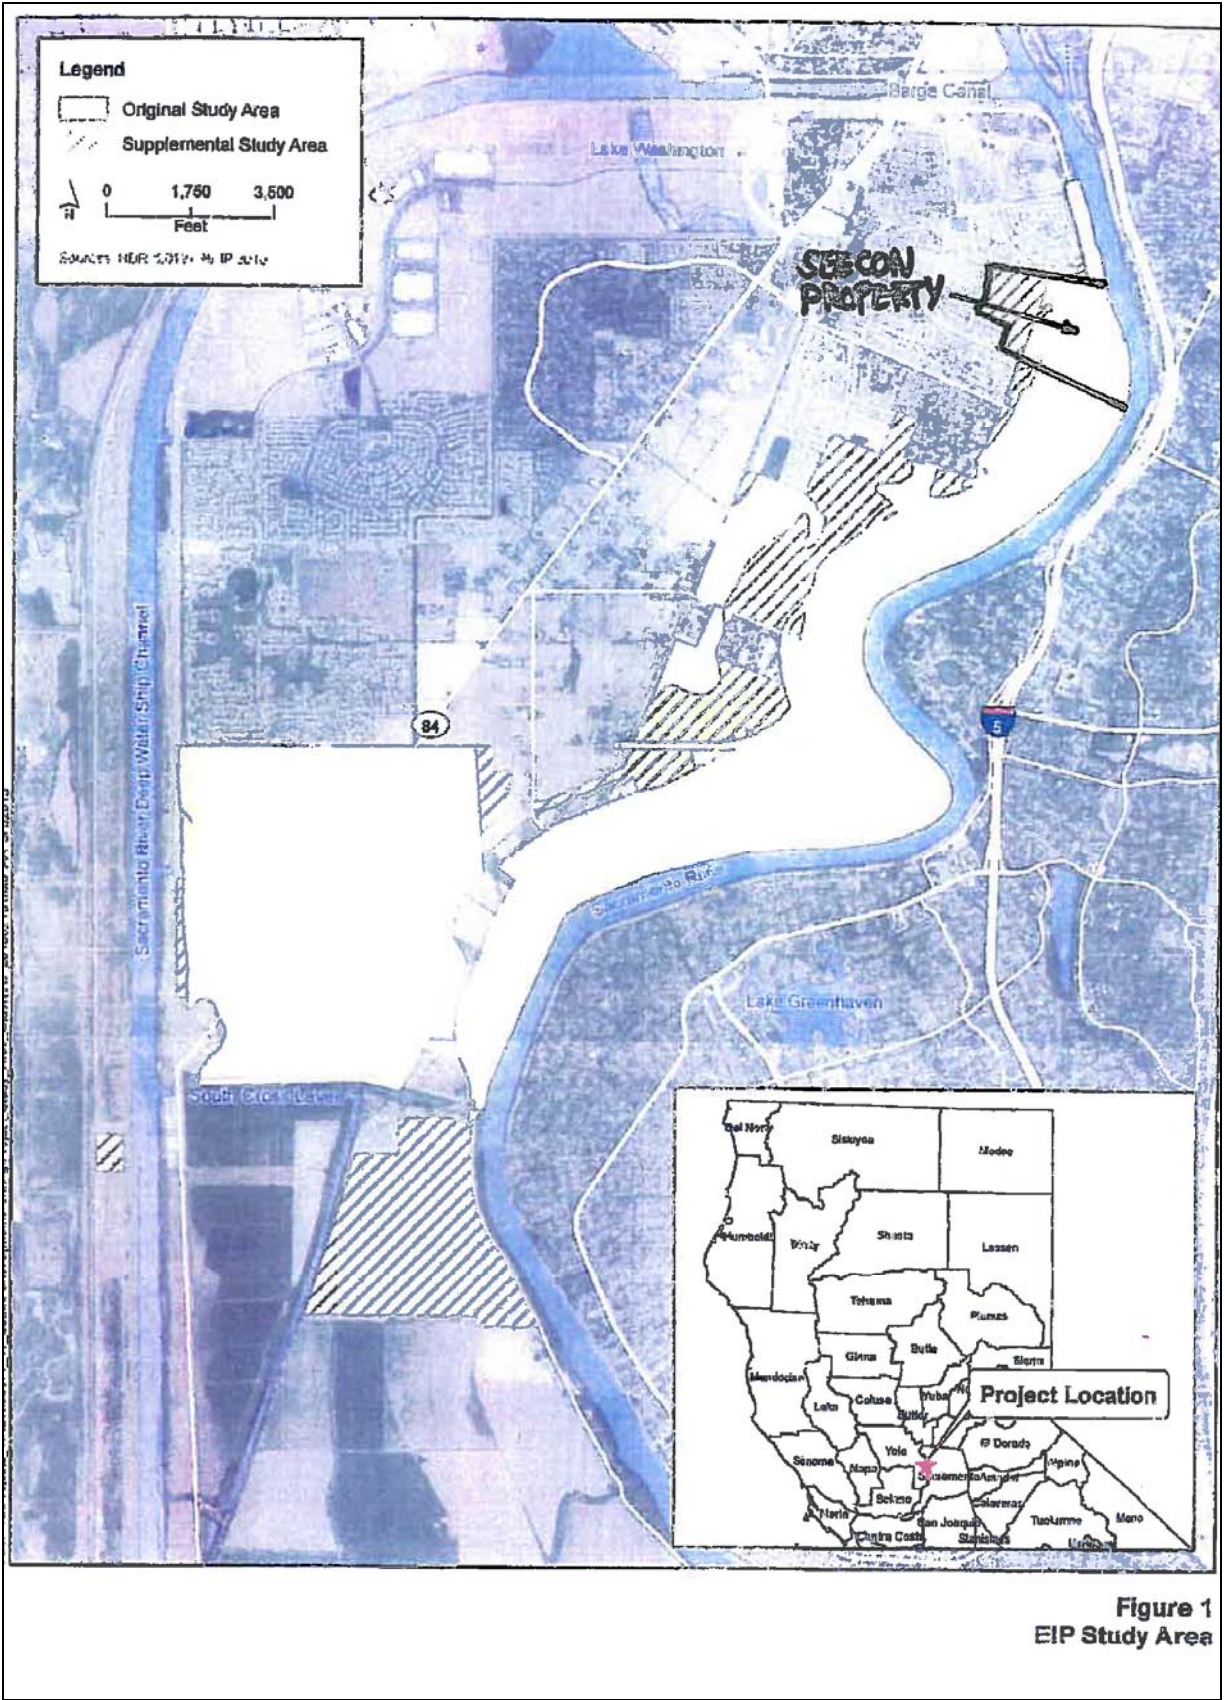 Legend
Original Study Area
Supplemental Study Area
N
0 1,750 3,500
Feet
Barge Canal
Lake Washington
PROPERTY
Sacramento River Deep Water Ship Channel
84
5
Sacramento River
Lake Greenhaven
South Cross Levee
Del Norte
Siskiyou
Modoc
Humboldt
Trinity
Shasta
Lassen
Tehama
Plumas
Glenn
Butte
Sierra
Mendocino
Lake
Colusa
Yuba
Sutter
Project Location
Sonoma
Napa
Yolo
El Dorado
Alpine
Sacramento
Amador
Solano
Marin
Calaveras
Tuolumne
Mono
Contra Costa
San Joaquin
Stanislaus
Figure 1
EIP Study Area